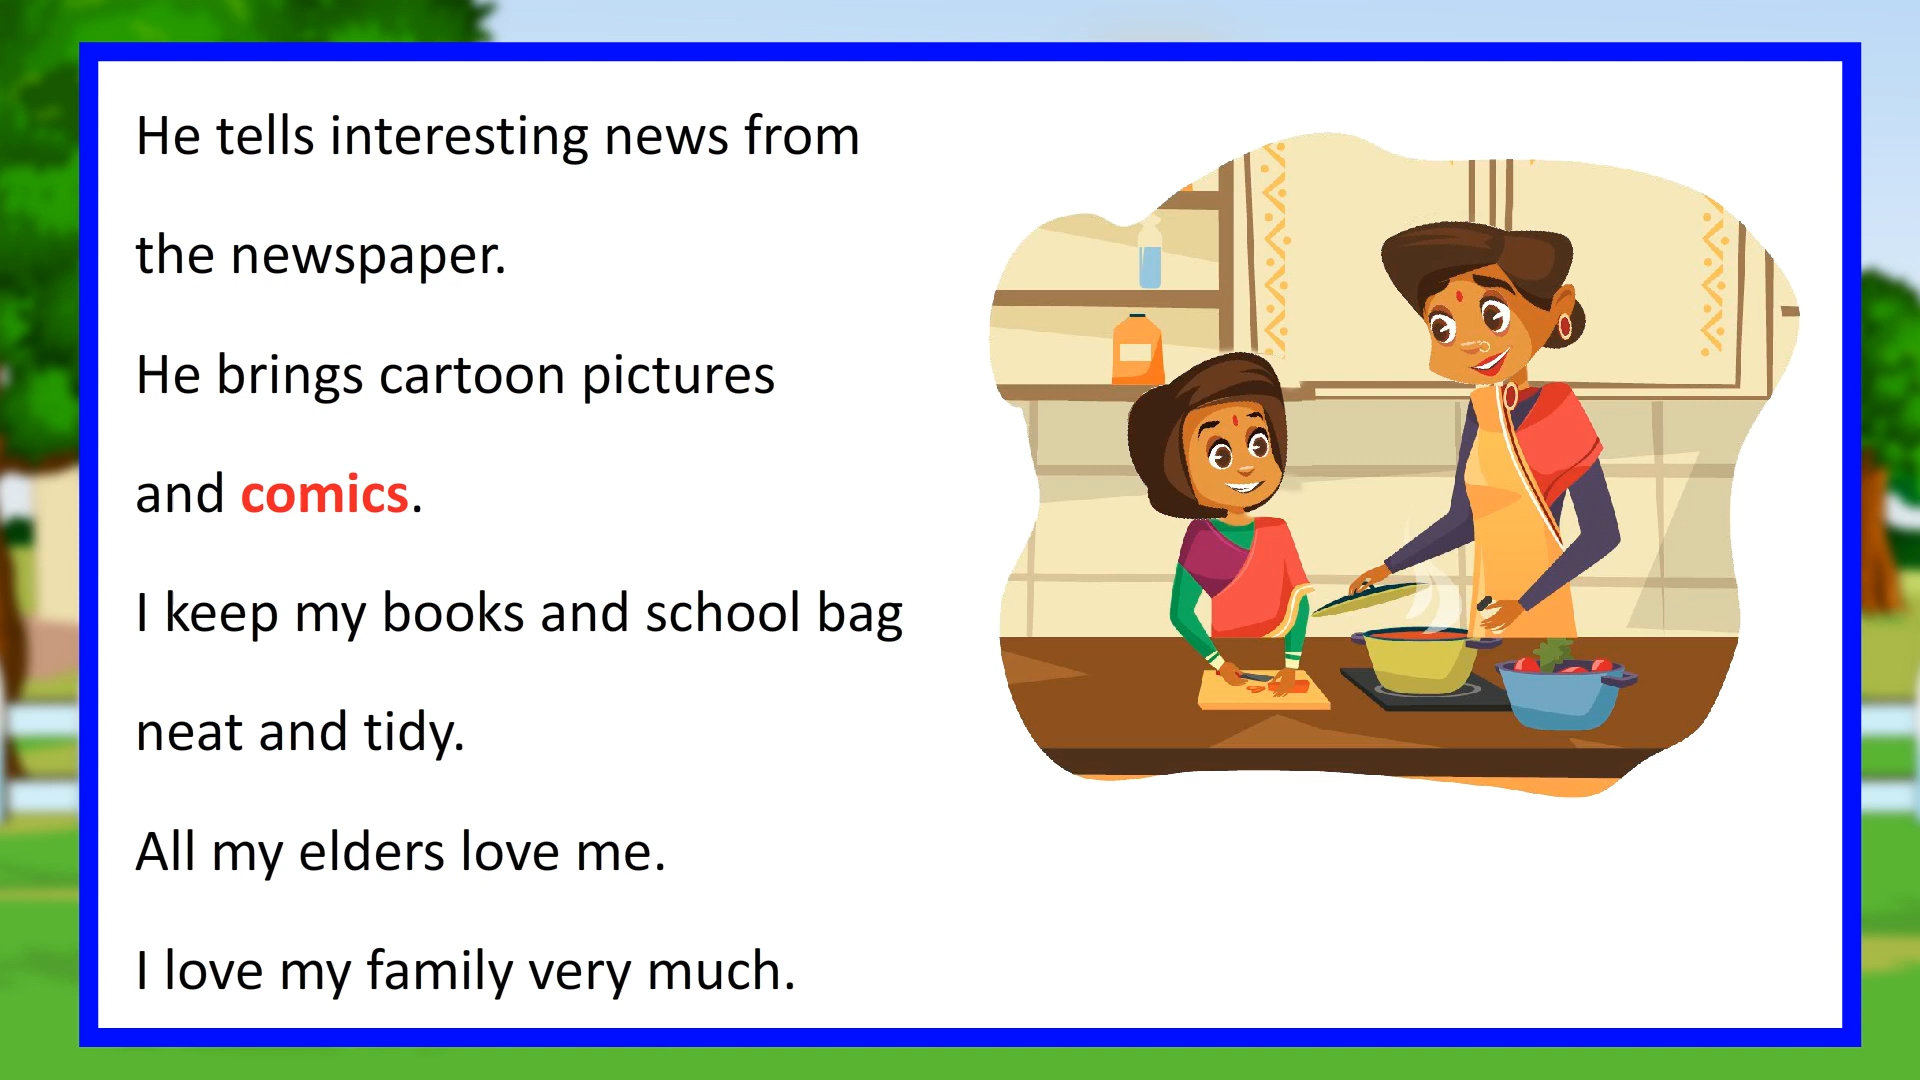 He tells interesting news from
the newspaper.
He brings cartoon pictures
and comics.
I keep my books and school bag
neat and tidy.
All my elders love me.
I love my family very much.